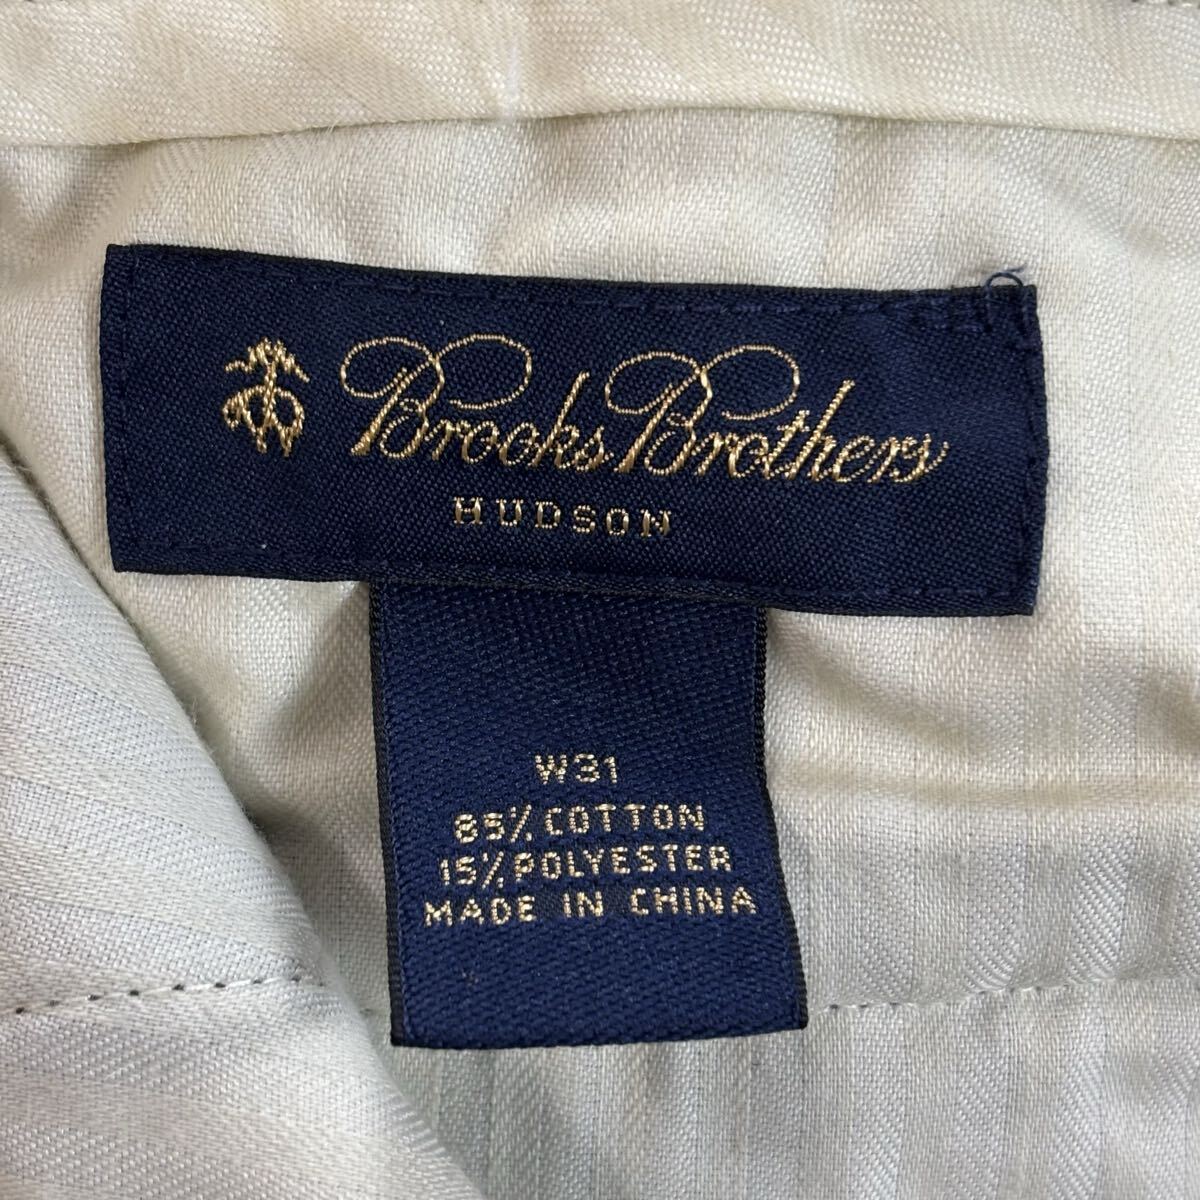 Brooks Brothers
HUDSON
W31
85% COTTON
15% POLYESTER
MADE IN CHINA